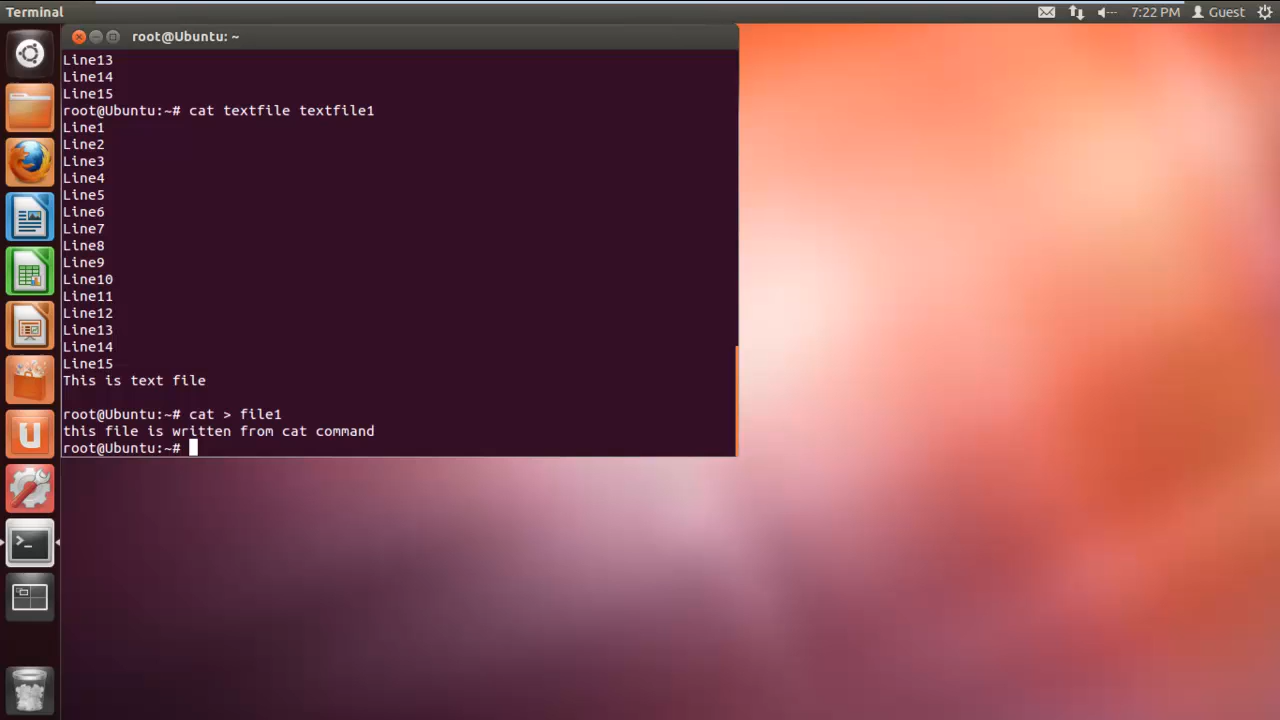 Terminal
7:22 PM
Guest
root@Ubuntu: ~
Line13
Line14
Line15
root@Ubuntu:~# cat textfile textfile1
Line1
Line2
Line3
Line4
Line5
Line6
Line7
Line8
Line9
Line10
Line11
Line12
Line13
Line14
Line15
This is text file
root@Ubuntu:~# cat > file1
this file is written from cat command
root@Ubuntu:~#